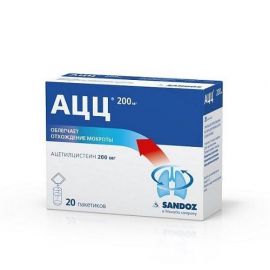 АЦЦ® 200 мг
ОБЛЕГЧАЕТ
ОТХОЖДЕНИЕ МОКРОТЫ
АЦЕТИЛЦИСТЕИН 200 мг
20 пакетиков
SANDOZ
a Novartis company